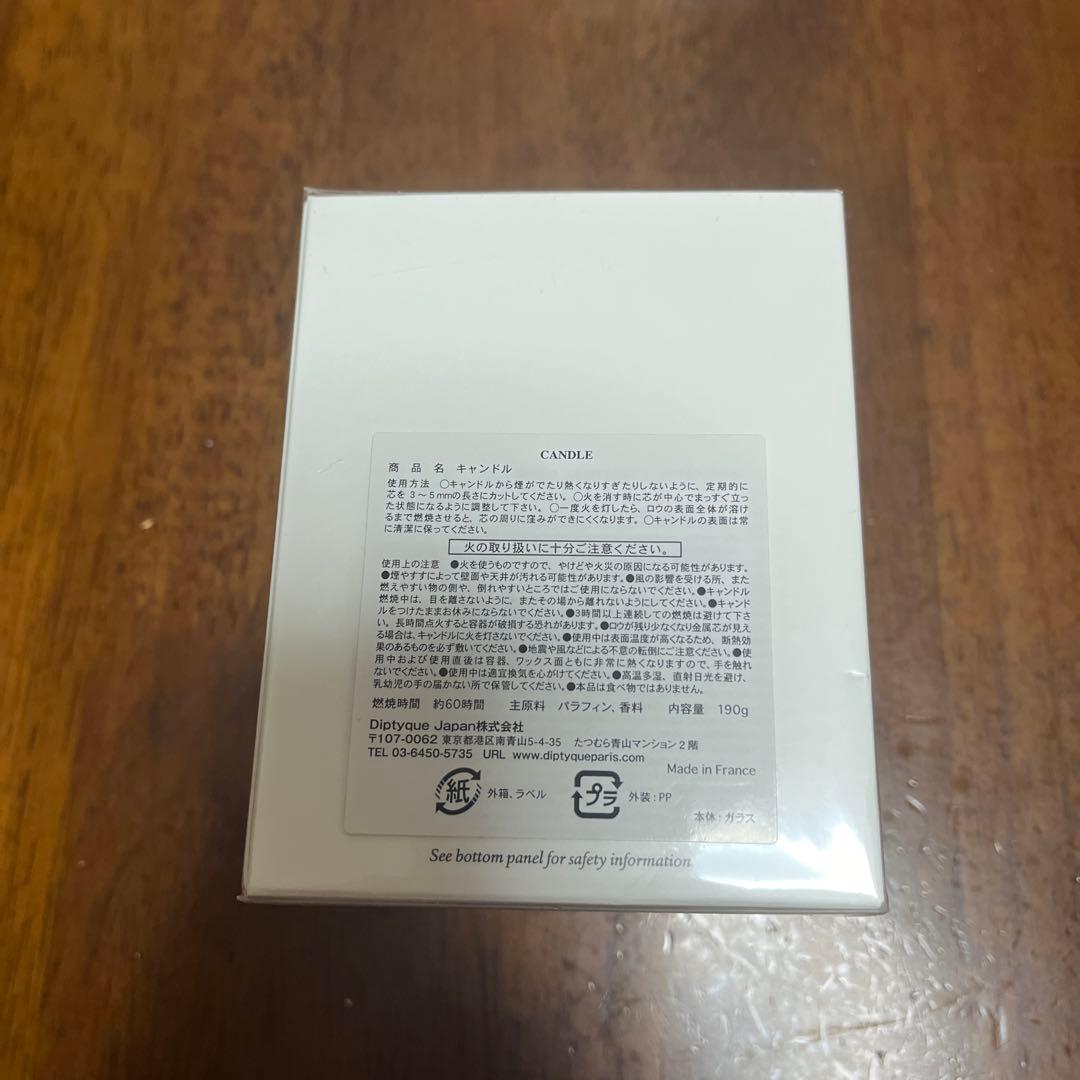 CANDLE
商品名 キャンドル
使用方法 ○キャンドルから煙がでたり熱くなりすぎたりしないように、定期的に
芯を3〜5mmの長さにカットしてください。○火を消す時に芯が中心でまっすぐ立っ
た状態になるように調整して下さい。○一度火を灯したら、ロウの表面全体が溶け
るまで燃焼させると、芯の周りに窪みができにくくなります。○キャンドルの表面は常
に清潔に保ってください。
火の取り扱いに十分ご注意ください。
使用上の注意 ●火を使うものですので、やけどや火災の原因になる可能性があります。
●煙やすすによって壁面や天井が汚れる可能性があります。●風の影響を受ける所、また
燃えやすい物の側や、倒れやすいところではご使用にならないでください。●キャンドル
燃焼中は、目を離さないように、またその場から離れないようにしてください。●キャンド
ルをつけたままお休みにならないでください。●3時間以上連続しての燃焼は避けて下さ
い。長時間点火すると容器が破損する恐れがあります。●ロウが残り少なくなり金属芯が見え
る場合は、キャンドルに火を灯さないでください。●使用中は表面温度が高くなるため、断熱効
果のあるものを必ず敷いてください。●地震や風などによる不意の転倒にご注意ください。●使
用中および使用直後は容器、ワックス面ともに非常に熱くなりますので、手を触れ
ないでください。●使用中は適宜換気を心がけてください。●高温多湿、直射日光を避け、
乳幼児の手の届かない所で保管してください。●本品は食べ物ではありません。
燃焼時間 約60時間 主原料 パラフィン、香料 内容量 190g
Diptyque Japan株式会社
〒107-0062 東京都港区南青山5-4-35 たつむら青山マンション2階
TEL 03-6450-5735 URL www.diptyqueparis.com
Made in France
紙 外箱、ラベル プラ 外装:PP
本体:ガラス
See bottom panel for safety information